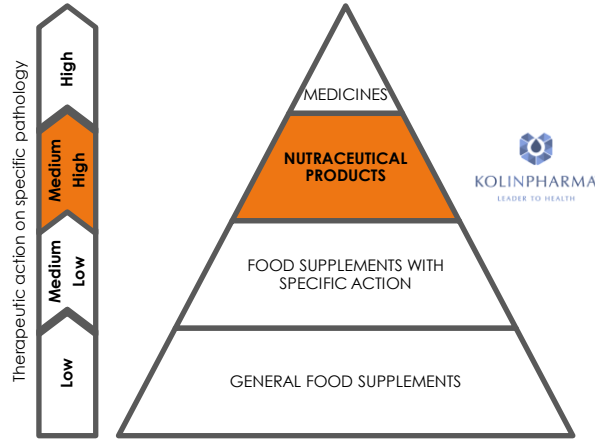 Therapeutic action on specific pathology
High
Medium
High
Medium
Low
Low
MEDICINES
NUTRACEUTICAL
PRODUCTS
FOOD SUPPLEMENTS WITH
SPECIFIC ACTION
GENERAL FOOD SUPPLEMENTS
KOLINPHARMA
LEADER TO HEALTH